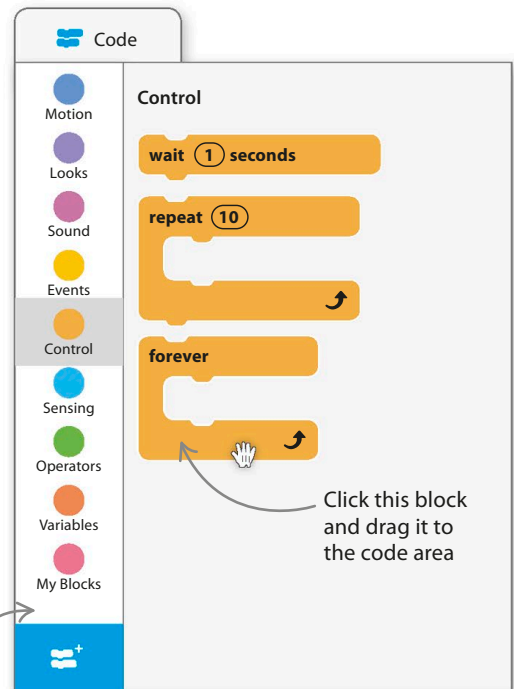 Code
Motion
Looks
Sound
Events
Control
Sensing
Operators
Variables
My Blocks
Control
wait 1 seconds
repeat 10
forever
Click this block
and drag it to
the code area